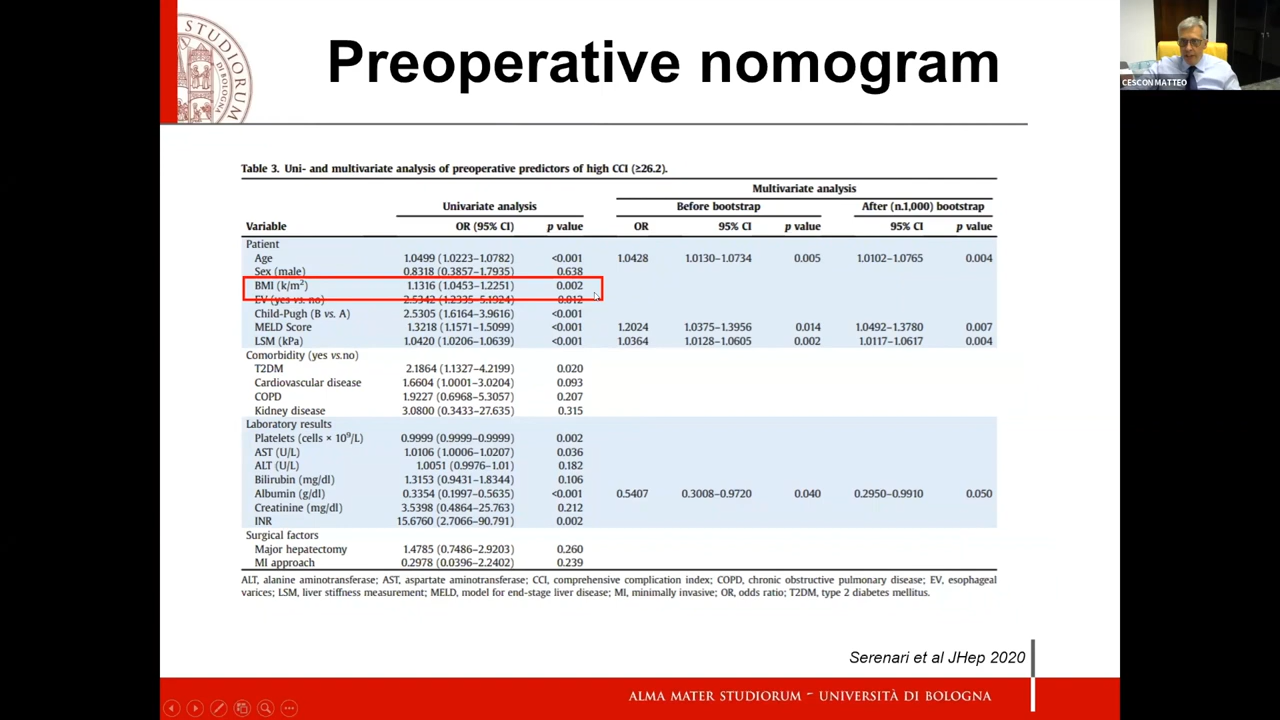 Preoperative nomogram
CESCON MATTEO
STUDIORUM
DI BOLOGNA
Table 3. Uni- and multivariate analysis of preoperative predictors of high CCI (≥26.2).
Multivariate analysis
Univariate analysis Before bootstrap After (n.1,000) bootstrap
Variable OR (95% CI) p value OR 95% CI p value 95% CI p value
Patient
Age 1.0499 (1.0223–1.0782) <0.001 1.0428 1.0130–1.0734 0.005 1.0102–1.0765 0.004
Sex (male) 0.8318 (0.3857–1.7935) 0.638
BMI (k/m²) 1.1316 (1.0453–1.2251) 0.002
EV (yes vs. no) 2.5342 (1.2335–5.1924) 0.012
Child-Pugh (B vs. A) 2.5305 (1.6164–3.9616) <0.001
MELD Score 1.3218 (1.1571–1.5099) <0.001 1.2024 1.0375–1.3956 0.014 1.0492–1.3780 0.007
LSM (kPa) 1.0420 (1.0206–1.0639) <0.001 1.0364 1.0128–1.0605 0.002 1.0117–1.0617 0.004
Comorbidity (yes vs.no)
T2DM 2.1864 (1.1327–4.2199) 0.020
Cardiovascular disease 1.6604 (1.0001–3.0204) 0.093
COPD 1.9227 (0.6968–5.3057) 0.207
Kidney disease 3.0800 (0.3433–27.635) 0.315
Laboratory results
Platelets (cells × 10⁹/L) 0.9999 (0.9999–0.9999) 0.002
AST (U/L) 1.0106 (1.0006–1.0207) 0.036
ALT (U/L) 1.0051 (0.9976–1.01) 0.182
Bilirubin (mg/dl) 1.3153 (0.9431–1.8344) 0.106
Albumin (g/dl) 0.3354 (0.1997–0.5635) <0.001 0.5407 0.3008–0.9720 0.040 0.2950–0.9910 0.050
Creatinine (mg/dl) 3.5398 (0.4864–25.763) 0.212
INR 15.6760 (2.7066–90.791) 0.002
Surgical factors
Major hepatectomy 1.4785 (0.7486–2.9203) 0.260
MI approach 0.2978 (0.0396–2.2402) 0.239
ALT, alanine aminotransferase; AST, aspartate aminotransferase; CCI, comprehensive complication index; COPD, chronic obstructive pulmonary disease; EV, esophageal
varices; LSM, liver stiffness measurement; MELD, model for end-stage liver disease; MI, minimally invasive; OR, odds ratio; T2DM, type 2 diabetes mellitus.
Serenari et al JHep 2020
ALMA MATER STUDIORUM ~ UNIVERSITÀ DI BOLOGNA